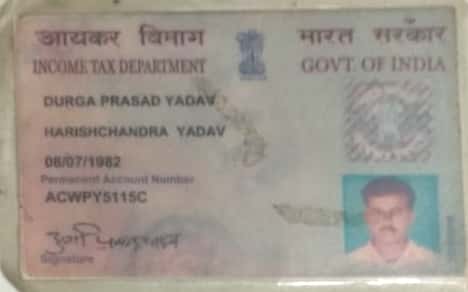 आयकर विभाग
INCOME TAX DEPARTMENT
भारत सरकार
GOVT. OF INDIA
DURGA PRASAD YADAV
HARISHCHANDRA YADAV
08/07/1982
Permanent Account Number
ACWPY5115C
Signature